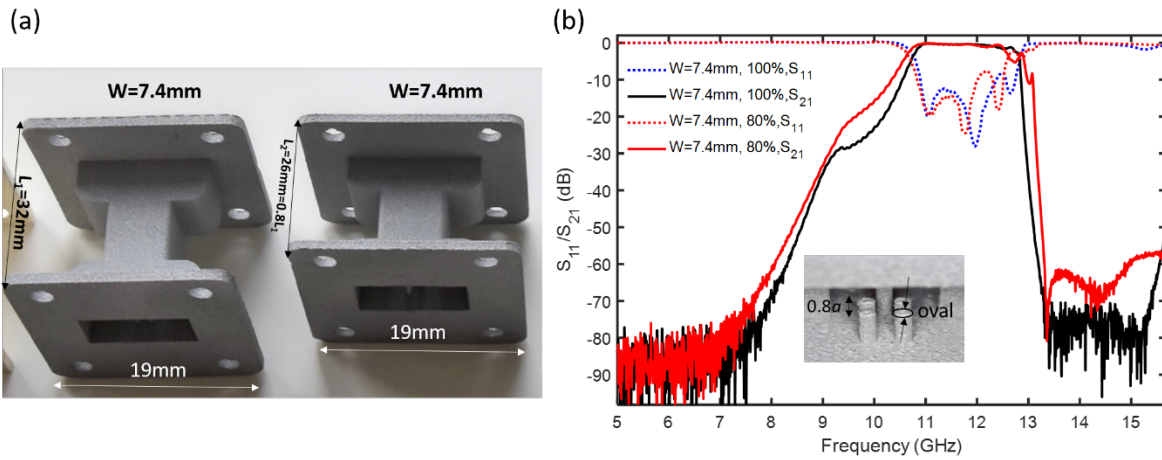 (a)
W=7.4mm
W=7.4mm
L₁=32mm
L₂=26mm=0.8L₁
19mm
19mm
(b)
S₁₁/S₂₁ (dB)
0
-10
-20
-30
-40
-50
-60
-70
-80
-90
W=7.4mm, 100%,S₁₁
W=7.4mm, 100%,S₂₁
W=7.4mm, 80%,S₁₁
W=7.4mm, 80%,S₂₁
0.8a
oval
5 6 7 8 9 10 11 12 13 14 15
Frequency (GHz)